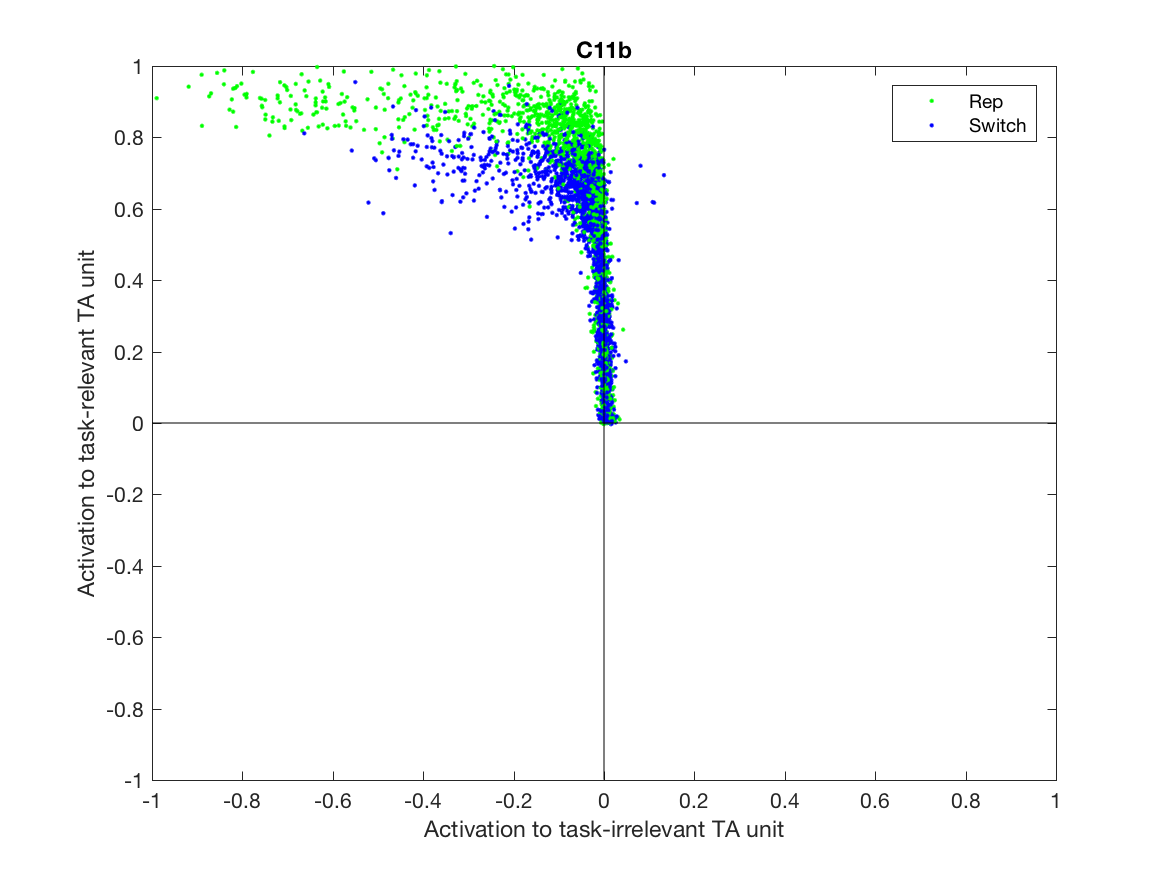 C11b
Rep
Switch
Activation to task-relevant TA unit
1
0.8
0.6
0.4
0.2
0
-0.2
-0.4
-0.6
-0.8
-1
-1 -0.8 -0.6 -0.4 -0.2 0 0.2 0.4 0.6 0.8 1
Activation to task-irrelevant TA unit